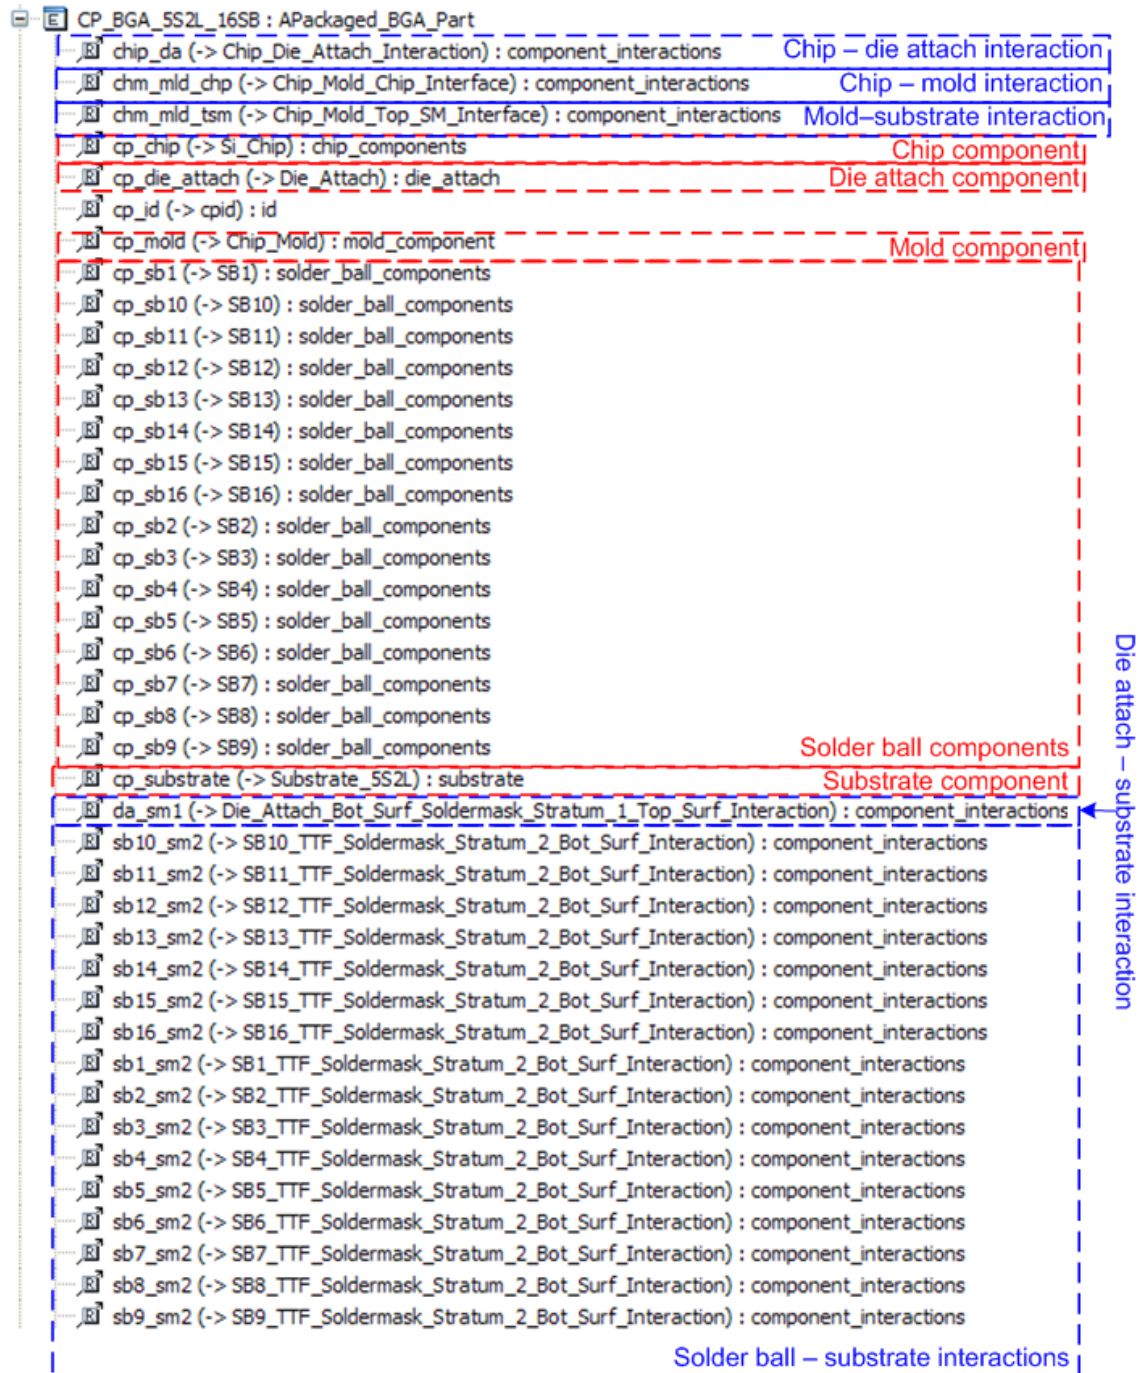 CP_BGA_5S2L_16SB : APackaged_BGA_Part
chip_da (-> Chip_Die_Attach_Interaction) : component_interactions Chip – die attach interaction
chm_mld_chp (-> Chip_Mold_Chip_Interface) : component_interactions Chip – mold interaction
chm_mld_tsm (-> Chip_Mold_Top_SM_Interface) : component_interactions Mold–substrate interaction
cp_chip (-> Si_Chip) : chip_components Chip component
cp_die_attach (-> Die_Attach) : die_attach Die attach component
cp_id (-> cpid) : id
cp_mold (-> Chip_Mold) : mold_component Mold component
cp_sb1 (-> SB1) : solder_ball_components
cp_sb10 (-> SB10) : solder_ball_components
cp_sb11 (-> SB11) : solder_ball_components
cp_sb12 (-> SB12) : solder_ball_components
cp_sb13 (-> SB13) : solder_ball_components
cp_sb14 (-> SB14) : solder_ball_components
cp_sb15 (-> SB15) : solder_ball_components
cp_sb16 (-> SB16) : solder_ball_components
cp_sb2 (-> SB2) : solder_ball_components
cp_sb3 (-> SB3) : solder_ball_components
cp_sb4 (-> SB4) : solder_ball_components
cp_sb5 (-> SB5) : solder_ball_components
cp_sb6 (-> SB6) : solder_ball_components
cp_sb7 (-> SB7) : solder_ball_components
cp_sb8 (-> SB8) : solder_ball_components
cp_sb9 (-> SB9) : solder_ball_components Solder ball components
cp_substrate (-> Substrate_5S2L) : substrate Substrate component
da_sm1 (-> Die_Attach_Bot_Surf_Soldermask_Stratum_1_Top_Surf_Interaction) : component_interactions
Die attach – substrate interaction
sb10_sm2 (-> SB10_TTF_Soldermask_Stratum_2_Bot_Surf_Interaction) : component_interactions
sb11_sm2 (-> SB11_TTF_Soldermask_Stratum_2_Bot_Surf_Interaction) : component_interactions
sb12_sm2 (-> SB12_TTF_Soldermask_Stratum_2_Bot_Surf_Interaction) : component_interactions
sb13_sm2 (-> SB13_TTF_Soldermask_Stratum_2_Bot_Surf_Interaction) : component_interactions
sb14_sm2 (-> SB14_TTF_Soldermask_Stratum_2_Bot_Surf_Interaction) : component_interactions
sb15_sm2 (-> SB15_TTF_Soldermask_Stratum_2_Bot_Surf_Interaction) : component_interactions
sb16_sm2 (-> SB16_TTF_Soldermask_Stratum_2_Bot_Surf_Interaction) : component_interactions
sb1_sm2 (-> SB1_TTF_Soldermask_Stratum_2_Bot_Surf_Interaction) : component_interactions
sb2_sm2 (-> SB2_TTF_Soldermask_Stratum_2_Bot_Surf_Interaction) : component_interactions
sb3_sm2 (-> SB3_TTF_Soldermask_Stratum_2_Bot_Surf_Interaction) : component_interactions
sb4_sm2 (-> SB4_TTF_Soldermask_Stratum_2_Bot_Surf_Interaction) : component_interactions
sb5_sm2 (-> SB5_TTF_Soldermask_Stratum_2_Bot_Surf_Interaction) : component_interactions
sb6_sm2 (-> SB6_TTF_Soldermask_Stratum_2_Bot_Surf_Interaction) : component_interactions
sb7_sm2 (-> SB7_TTF_Soldermask_Stratum_2_Bot_Surf_Interaction) : component_interactions
sb8_sm2 (-> SB8_TTF_Soldermask_Stratum_2_Bot_Surf_Interaction) : component_interactions
sb9_sm2 (-> SB9_TTF_Soldermask_Stratum_2_Bot_Surf_Interaction) : component_interactions
Solder ball – substrate interactions